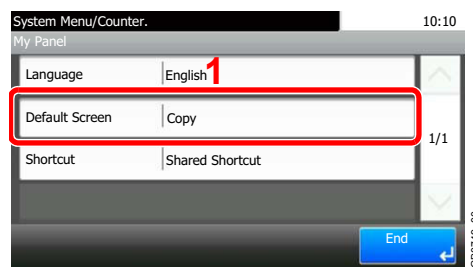 System Menu/Counter. 10:10
My Panel
Language English 1
Default Screen Copy
1/1
Shortcut Shared Shortcut
End